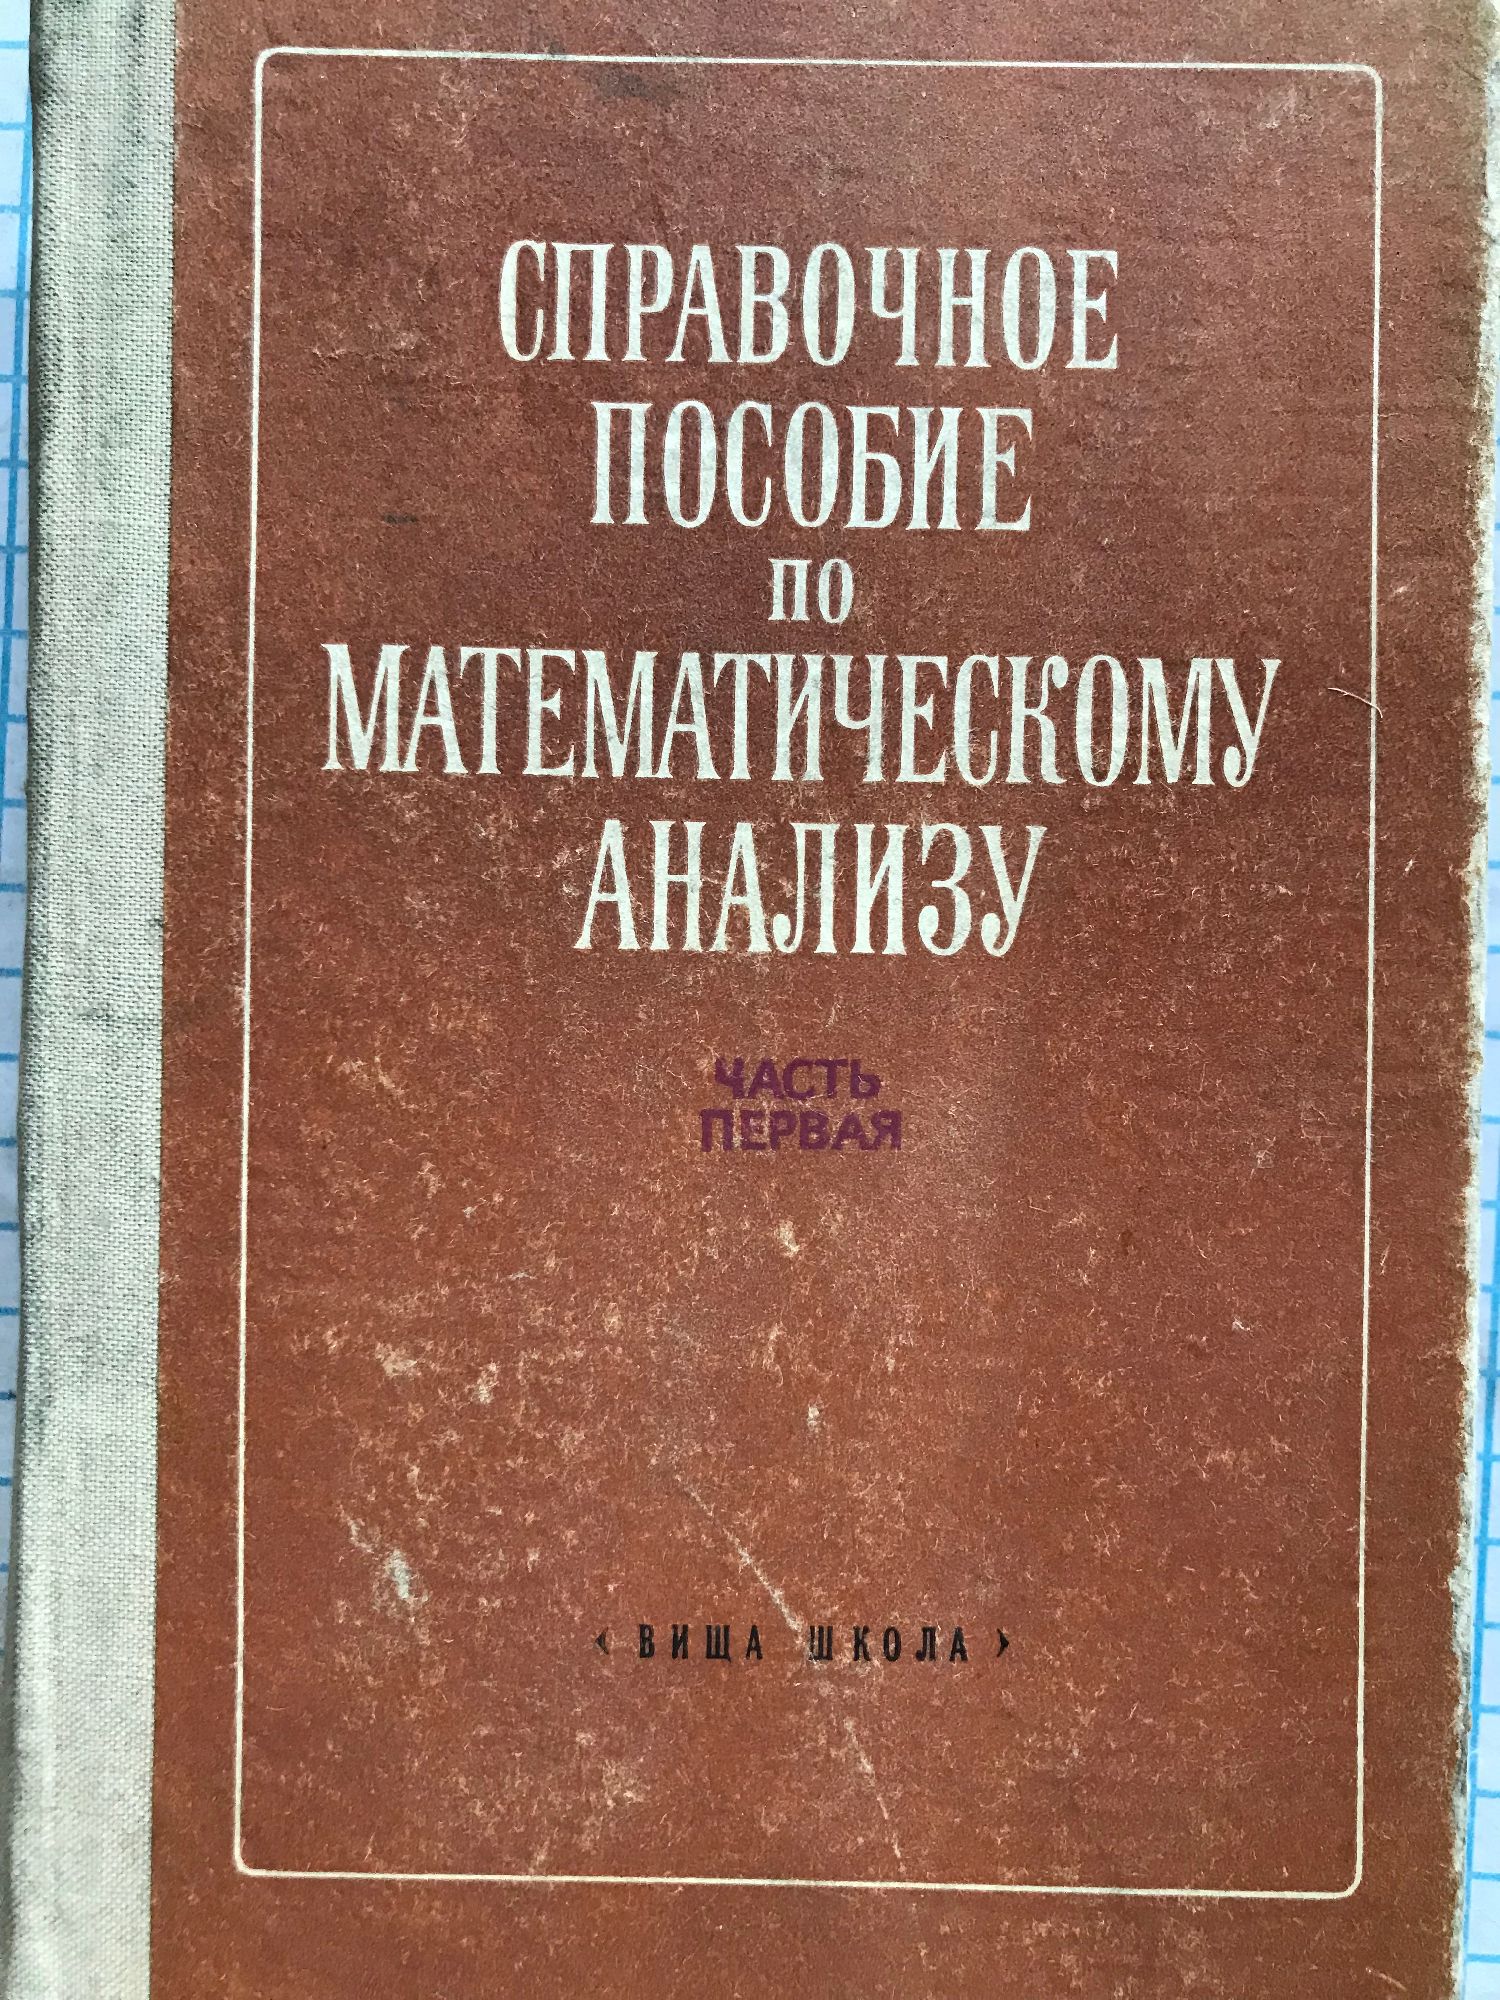 СПРАВОЧНОЕ
ПОСОБИЕ
ПО
МАТЕМАТИЧЕСКОМУ
АНАЛИЗУ
ЧАСТЬ
ПЕРВАЯ
‹ ВИЩА ШКОЛА ›